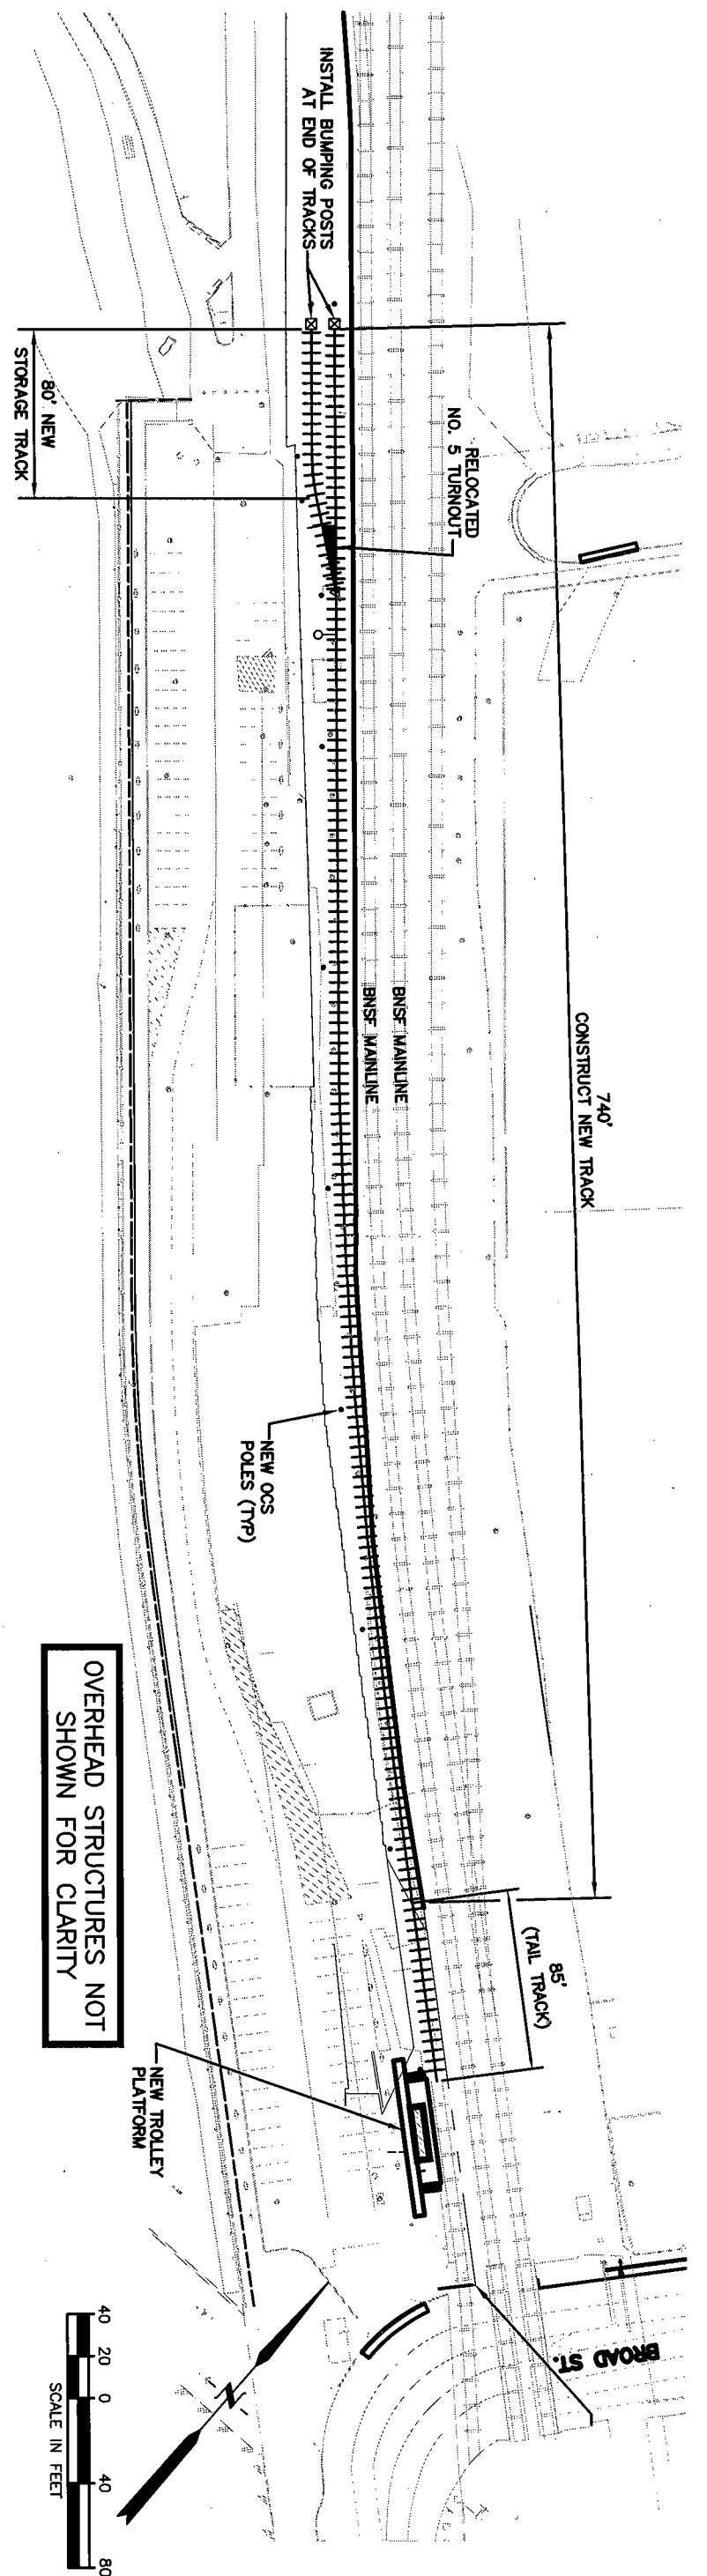 INSTALL BUMPING POSTS
AT END OF TRACKS
80' NEW
STORAGE TRACK
RELOCATED
NO. 5 TURNOUT
BNSF MAINLINE
BNSF MAINLINE
740'
CONSTRUCT NEW TRACK
NEW OCS
POLES (TYP)
85'
(TAIL TRACK)
OVERHEAD STRUCTURES NOT
SHOWN FOR CLARITY
NEW TROLLEY
PLATFORM
BROAD ST.
N
40 20 0 40 80
SCALE IN FEET